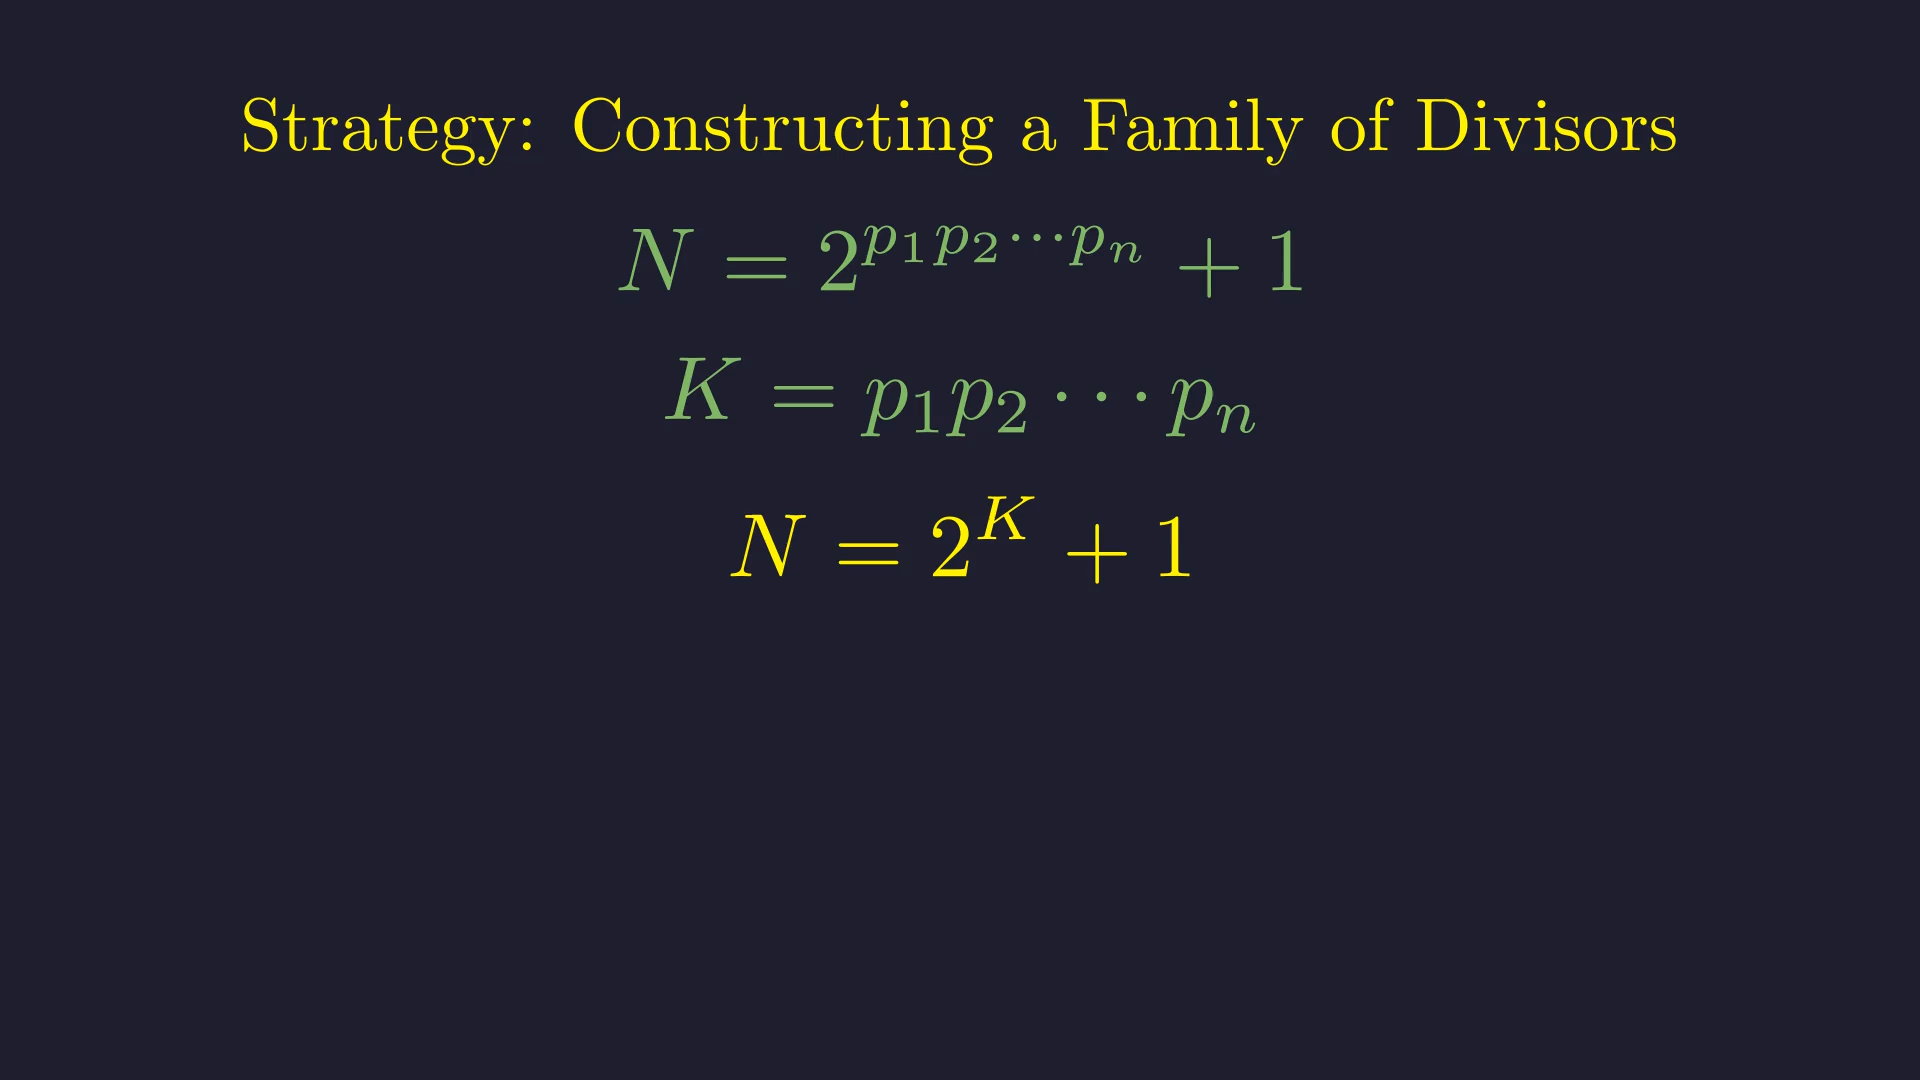 Strategy: Constructing a Family of Divisors
$N = 2^{p_1 p_2 \cdots p_n} + 1$
$K = p_1 p_2 \cdots p_n$
$N = 2^K + 1$